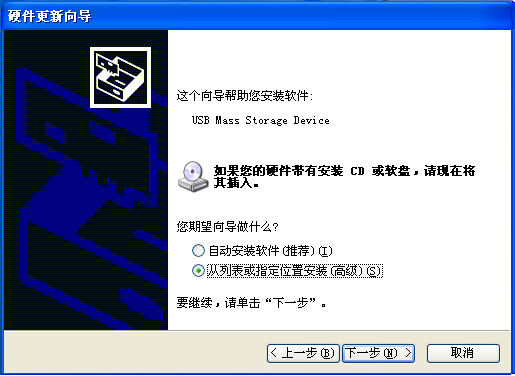 硬件更新向导
这个向导帮助您安装软件:
USB Mass Storage Device
如果您的硬件带有安装 CD 或软盘，请现在将
其插入。
您期望向导做什么?
自动安装软件(推荐)(I)
从列表或指定位置安装(高级)(S)
要继续，请单击“下一步”。
< 上一步(B) 下一步(N) > 取消